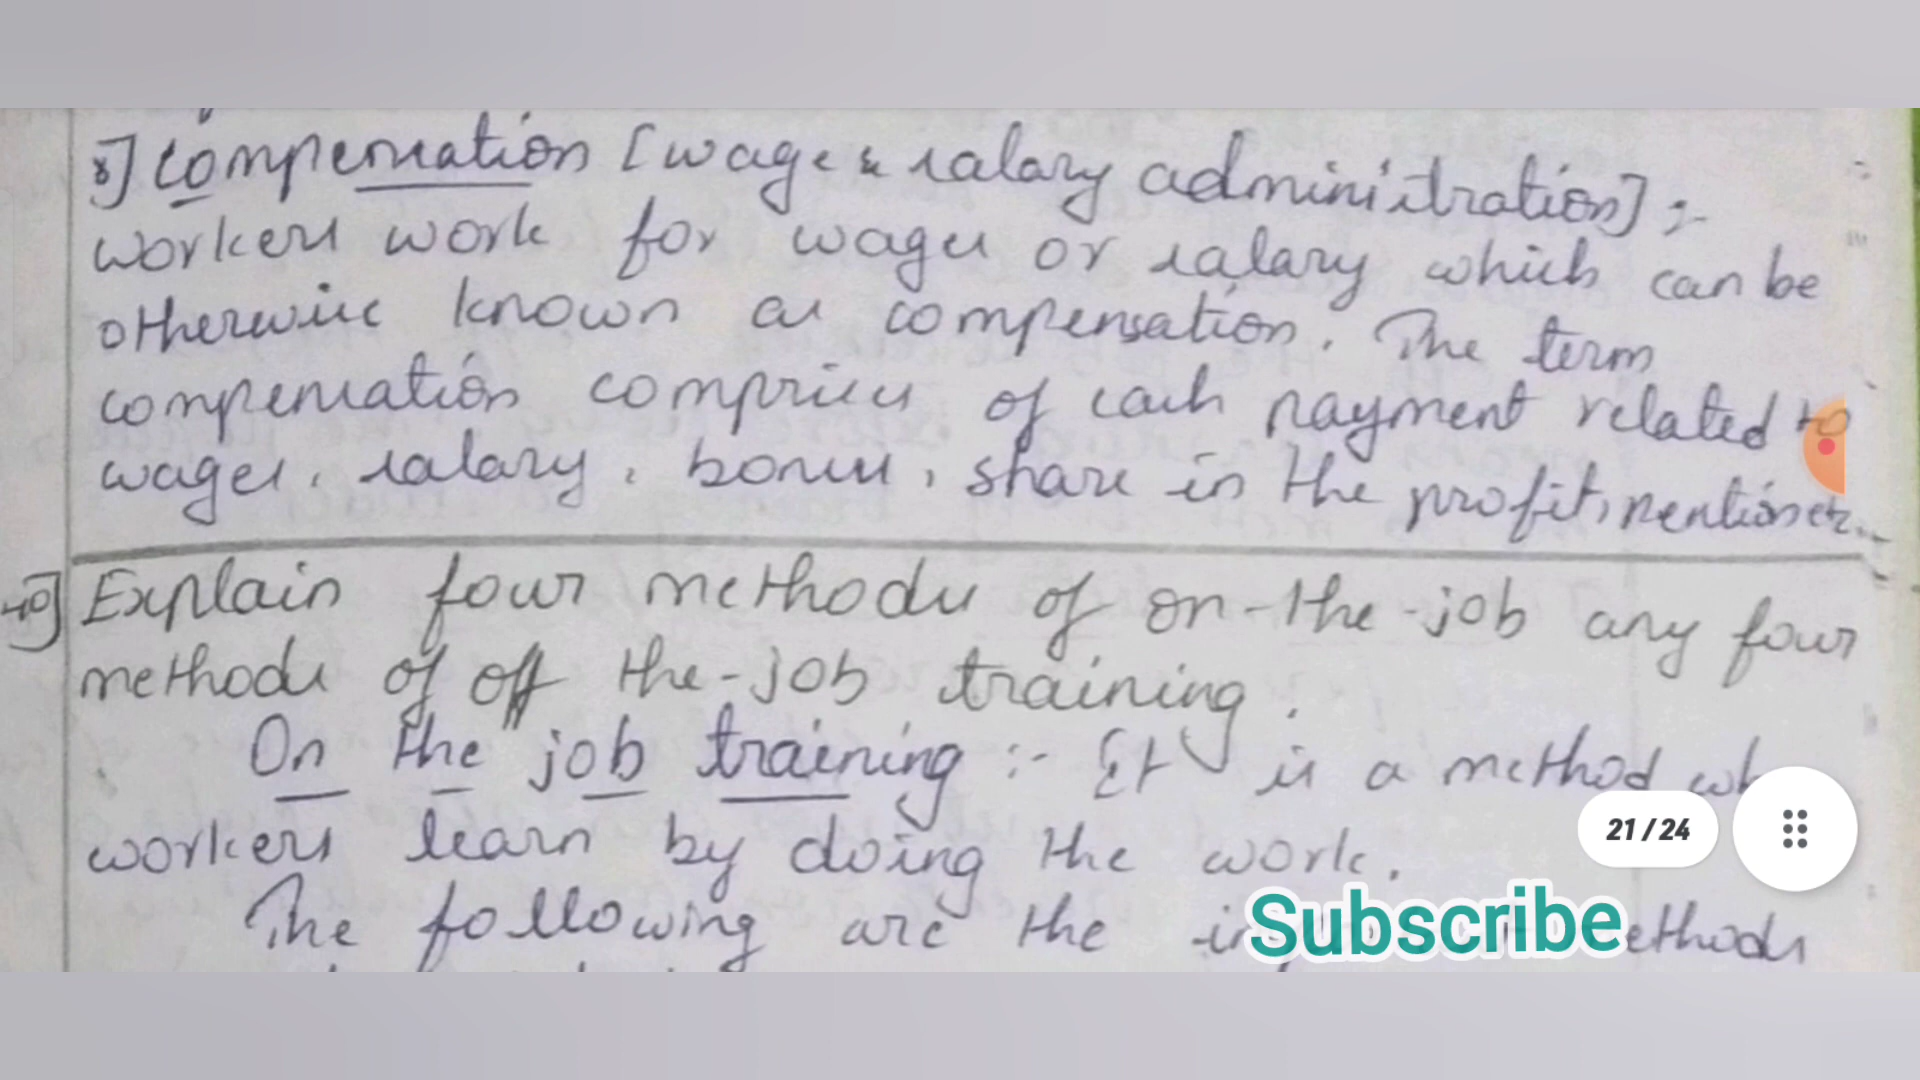 8] Compensation [wage & salary administration] :-
workers work for wages or salary which can be
otherwise known as compensation. The term
compensation comprises of cash payment related to
wages, salary, bonus, share in the profit, pention etc..
40] Explain four methods of on-the-job any four
methods of off the-job training.
On the job training :- It is a method
workers learn by doing the work.
The following are the
21/24
Subscribe